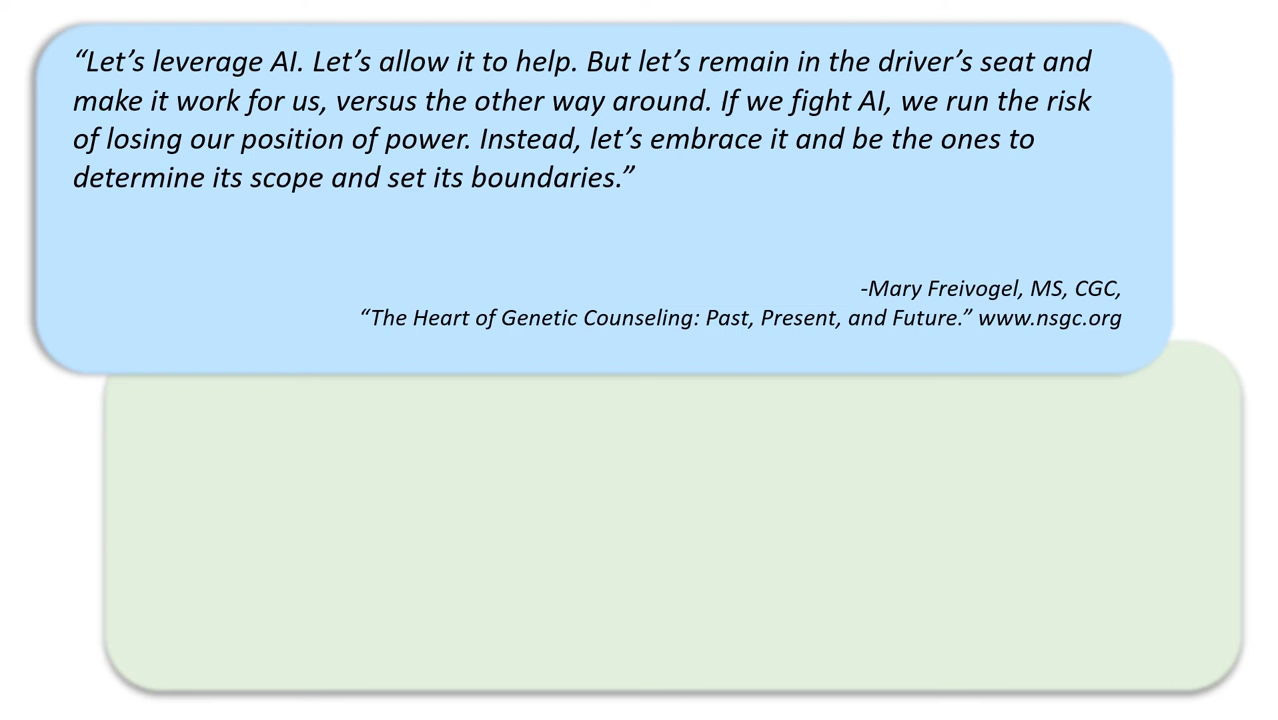 “Let’s leverage AI. Let’s allow it to help. But let’s remain in the driver’s seat and
make it work for us, versus the other way around. If we fight AI, we run the risk
of losing our position of power. Instead, let’s embrace it and be the ones to
determine its scope and set its boundaries.”
-Mary Freivogel, MS, CGC,
“The Heart of Genetic Counseling: Past, Present, and Future.” www.nsgc.org